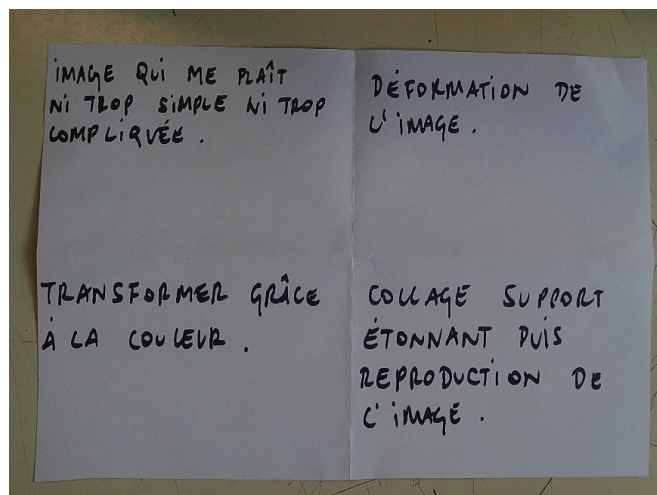 IMAGE QUI ME PLAÎT
NI TROP SIMPLE NI TROP
COMPLIQUÉE.
DÉFORMATION DE
L'IMAGE.
TRANSFORMER GRÂCE
À LA COULEUR.
COLLAGE SUPPORT
ÉTONNANT PUIS
REPRODUCTION DE
L'IMAGE.